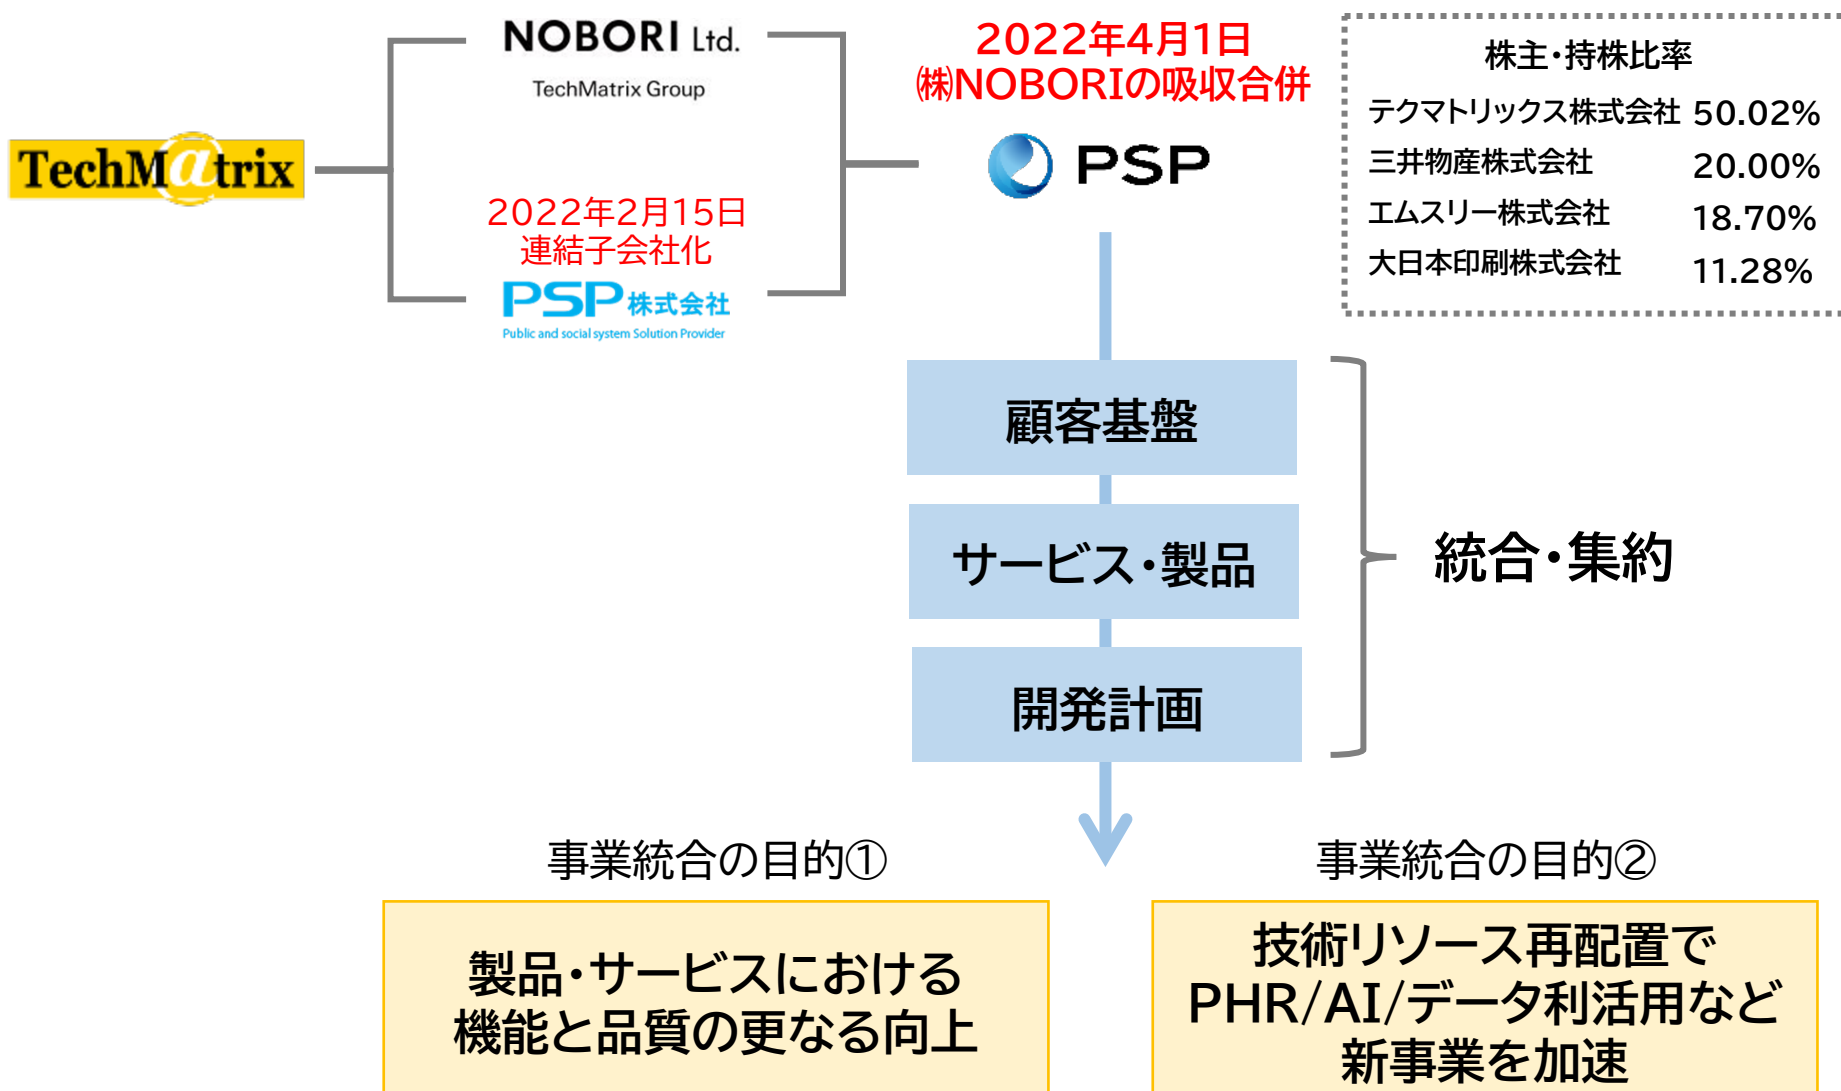 NOBORI Ltd.
TechMatrix Group
TechM@trix
2022年2月15日
連結子会社化
PSP株式会社
Public and social system Solution Provider
2022年4月1日
㈱NOBORIの吸収合併
PSP
株主・持株比率
テクマトリックス株式会社 50.02%
三井物産株式会社 20.00%
エムスリー株式会社 18.70%
大日本印刷株式会社 11.28%
顧客基盤
サービス・製品
開発計画
統合・集約
事業統合の目的①
製品・サービスにおける
機能と品質の更なる向上
事業統合の目的②
技術リソース再配置で
PHR/AI/データ利活用など
新事業を加速